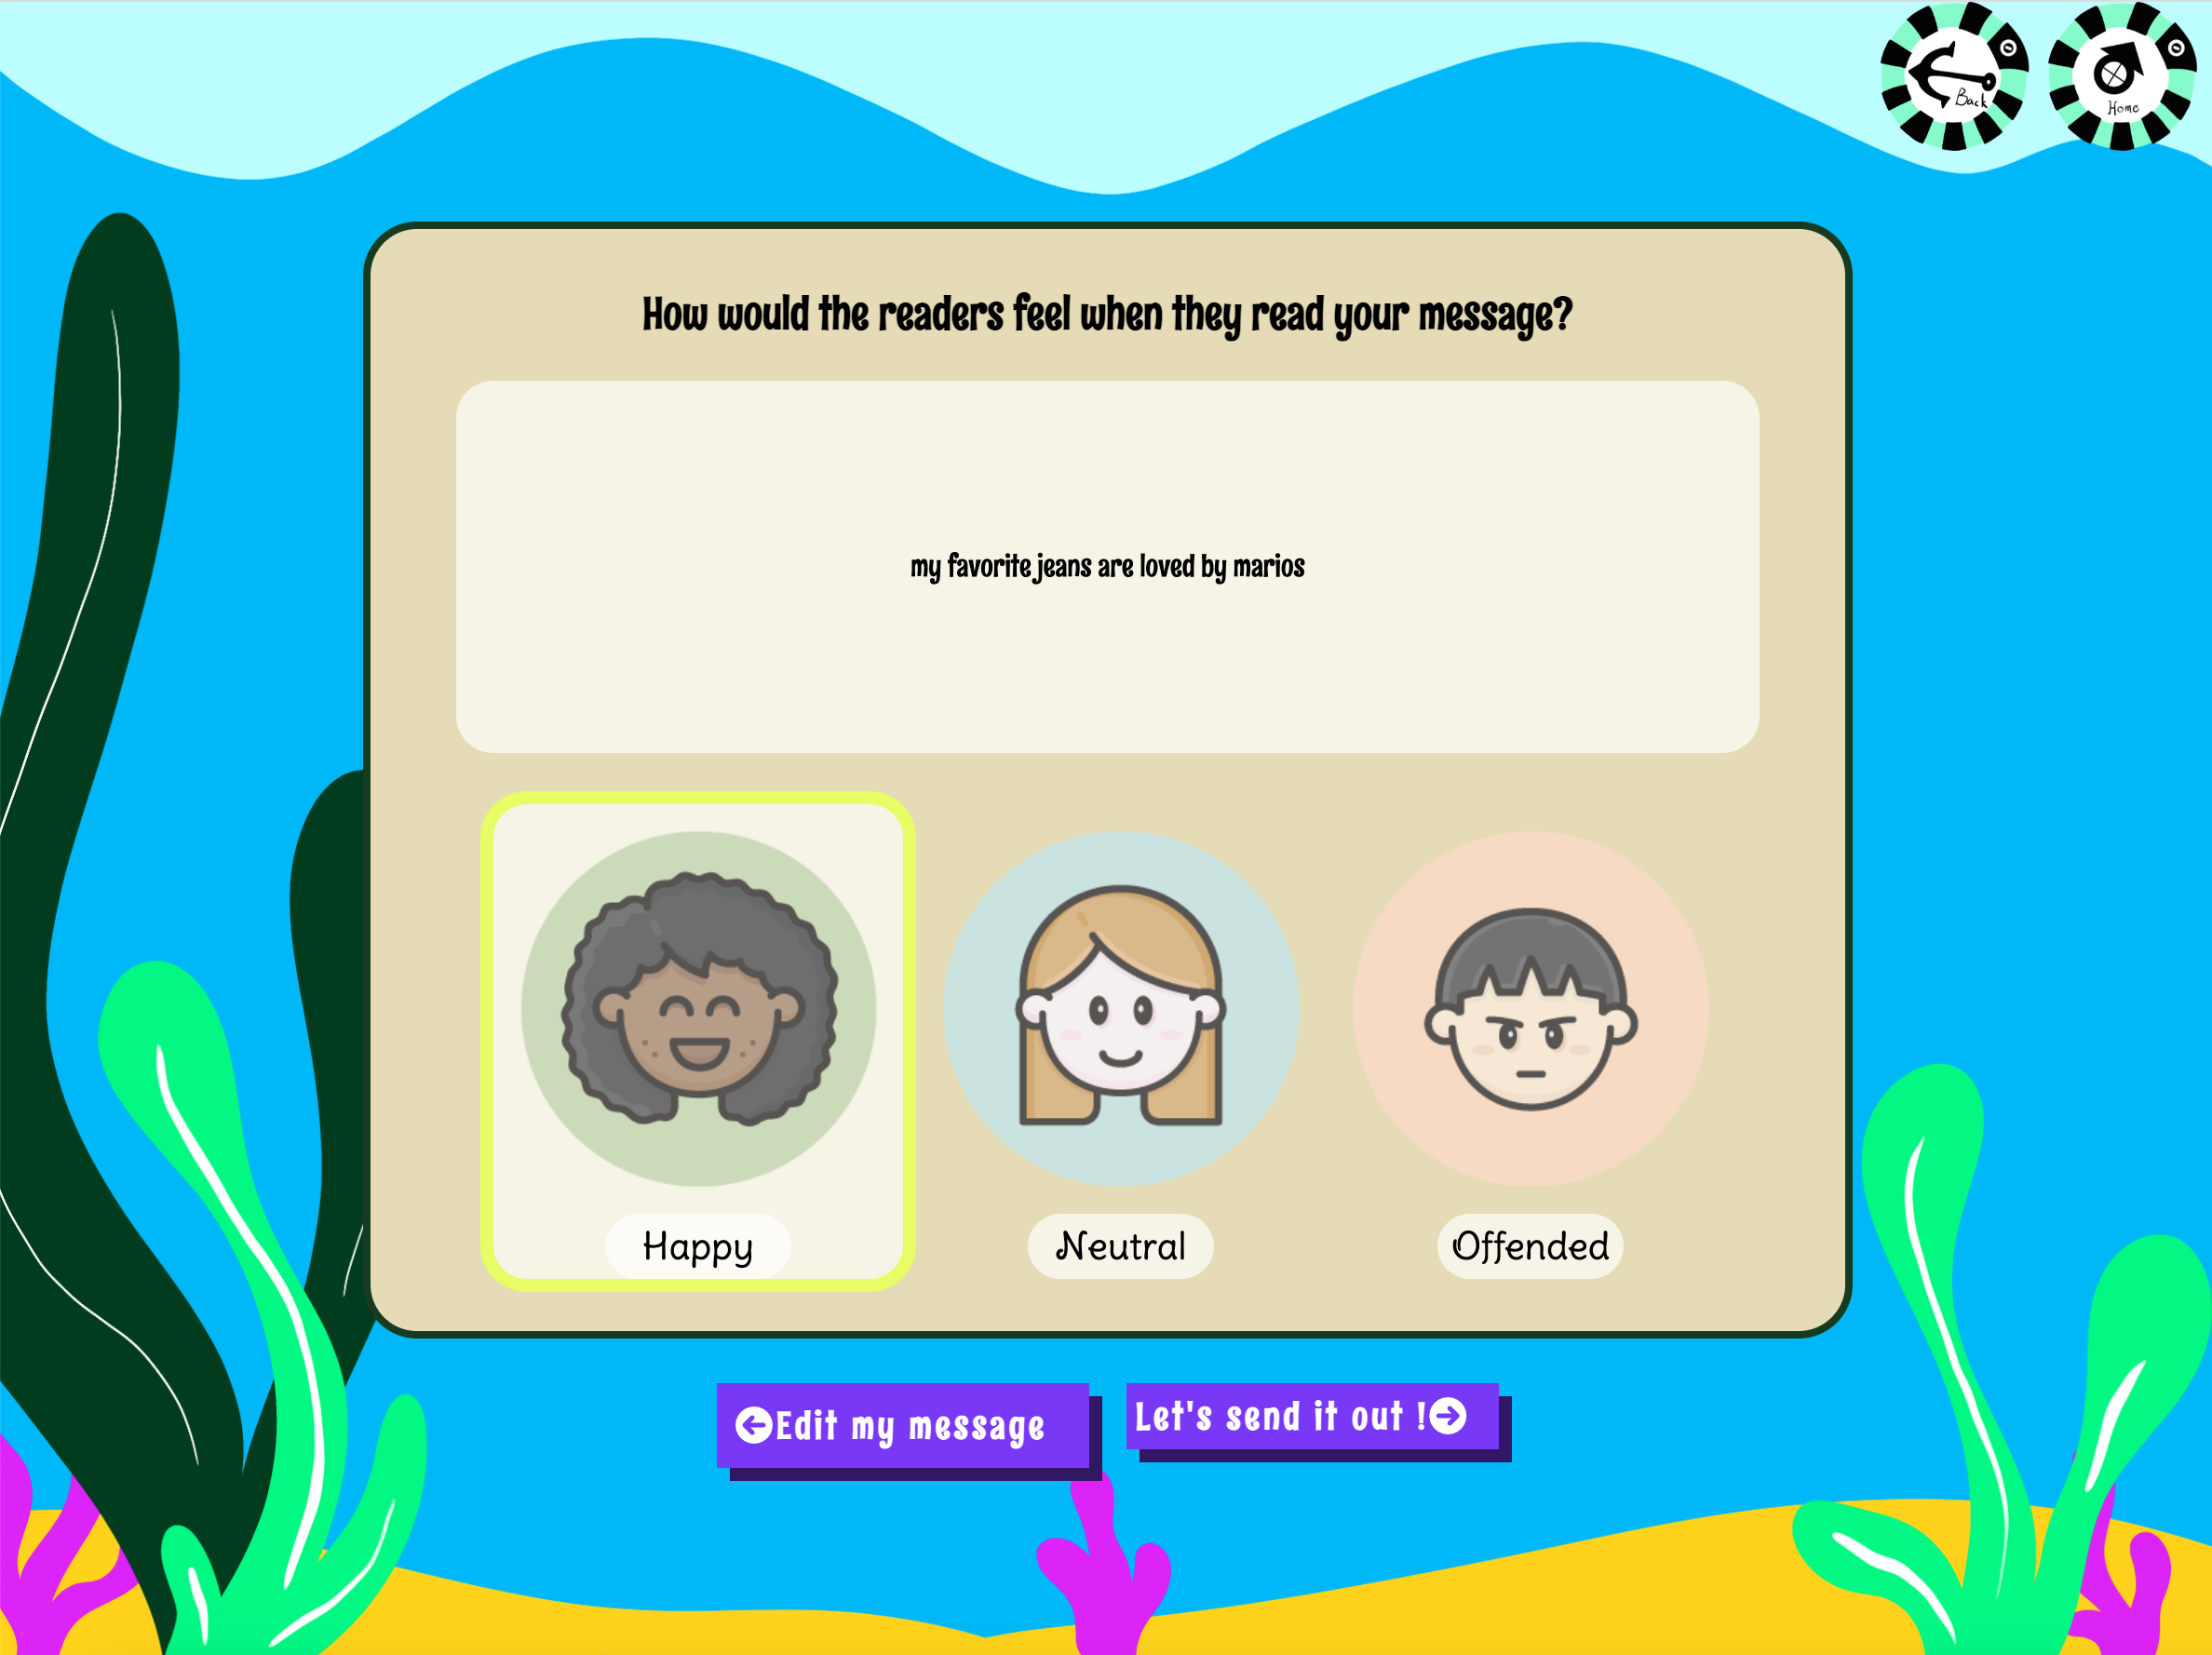 Back
Home
How would the readers feel when they read your message?
my favorite jeans are loved by marios
Happy
Neutral
Offended
Edit my message
Let's send it out !